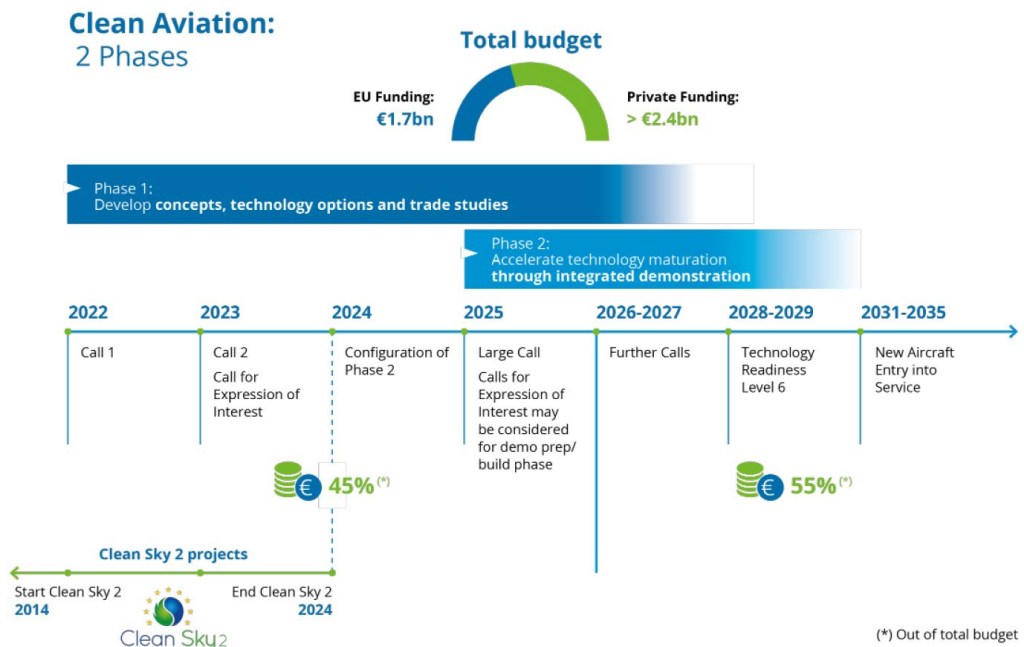 Clean Aviation:
2 Phases
Total budget
EU Funding:
€1.7bn
Private Funding:
> €2.4bn
Phase 1:
Develop concepts, technology options and trade studies
Phase 2:
Accelerate technology maturation
through integrated demonstration
2022
2023
2024
2025
2026-2027
2028-2029
2031-2035
Call 1
Call 2
Call for
Expression of
Interest
Configuration of
Phase 2
Large Call
Calls for
Expression of
Interest may
be considered
for demo prep/
build phase
Further Calls
Technology
Readiness
Level 6
New Aircraft
Entry into
Service
€
45% (*)
€
55% (*)
Clean Sky 2 projects
Start Clean Sky 2
2014
End Clean Sky 2
2024
Clean Sky2
(*) Out of total budget